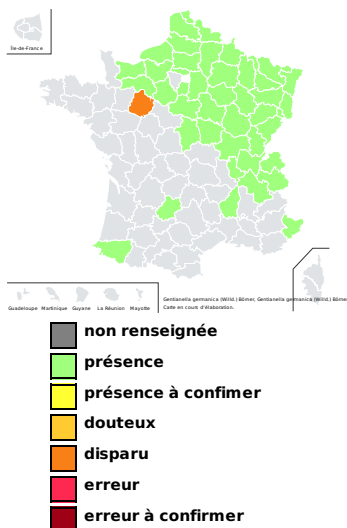 Île-de-France
Guadeloupe Martinique Guyane La Réunion Mayotte
Gentianella germanica (Willd.) Börner, Gentianella germanica (Willd.) Börner
Carte en cours d'élaboration.
non renseignée
présence
présence à confimer
douteux
disparu
erreur
erreur à confirmer